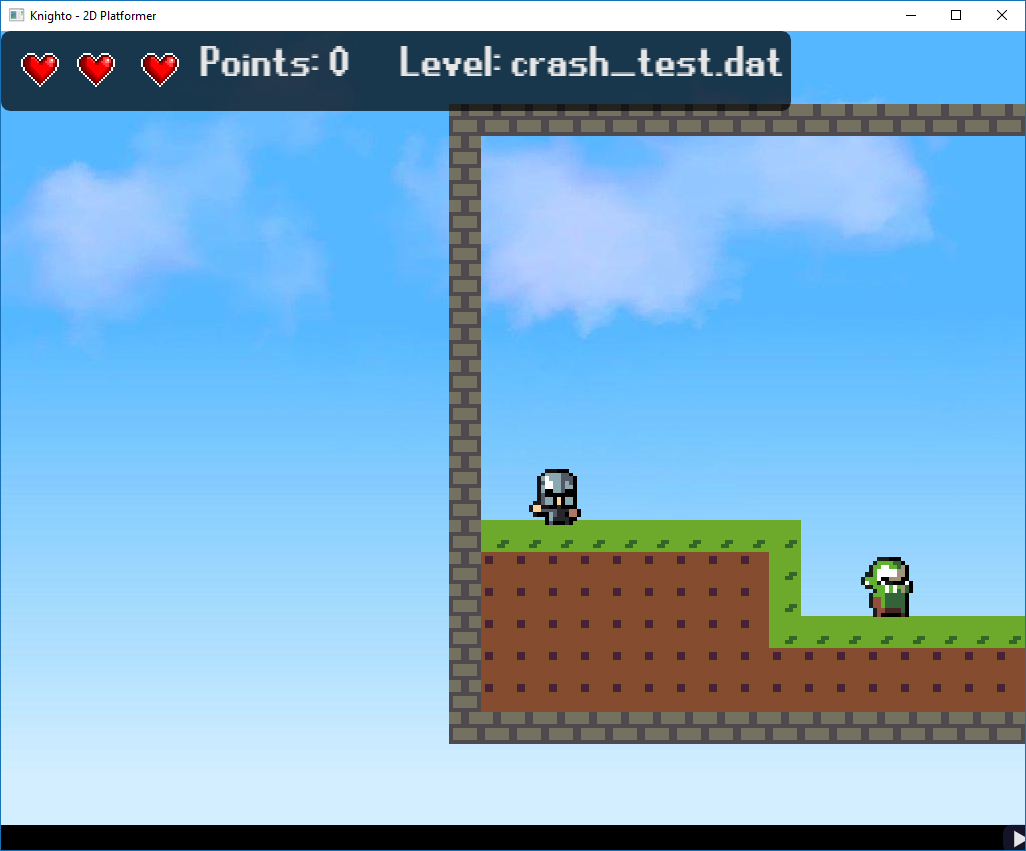 Knighto - 2D Platformer
Points: 0 Level: crash_test.dat